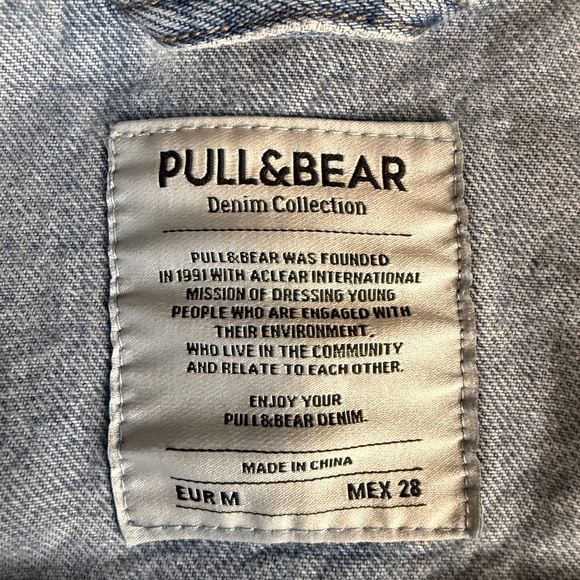 PULL&BEAR
Denim Collection
PULL&BEAR WAS FOUNDED
IN 1991 WITH ACLEAR INTERNATIONAL
MISSION OF DRESSING YOUNG
PEOPLE WHO ARE ENGAGED WITH
THEIR ENVIRONMENT,
WHO LIVE IN THE COMMUNITY
AND RELATE TO EACH OTHER.
ENJOY YOUR
PULL&BEAR DENIM.
MADE IN CHINA
EUR M MEX 28